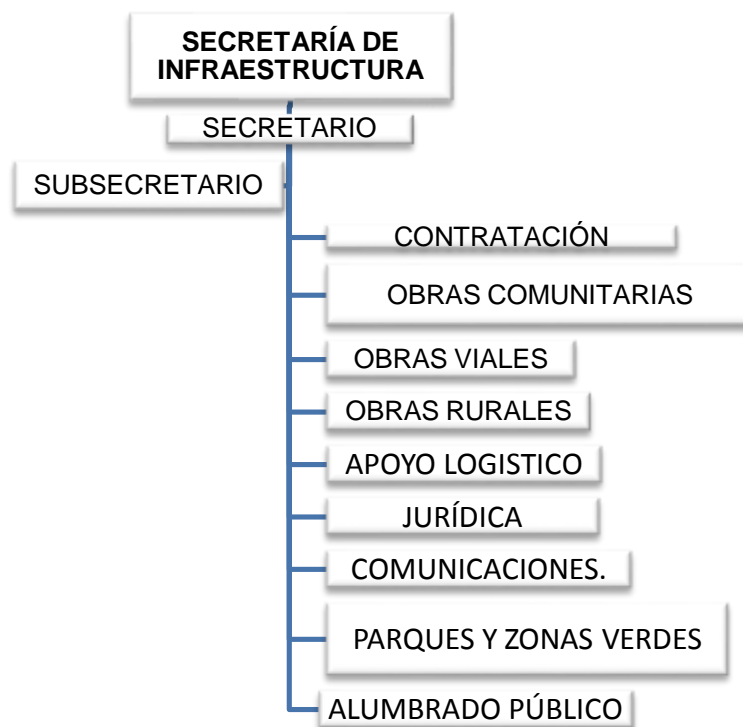 SECRETARÍA DE
INFRAESTRUCTURA
SECRETARIO
SUBSECRETARIO
CONTRATACIÓN
OBRAS COMUNITARIAS
OBRAS VIALES
OBRAS RURALES
APOYO LOGISTICO
JURÍDICA
COMUNICACIONES.
PARQUES Y ZONAS VERDES
ALUMBRADO PÚBLICO